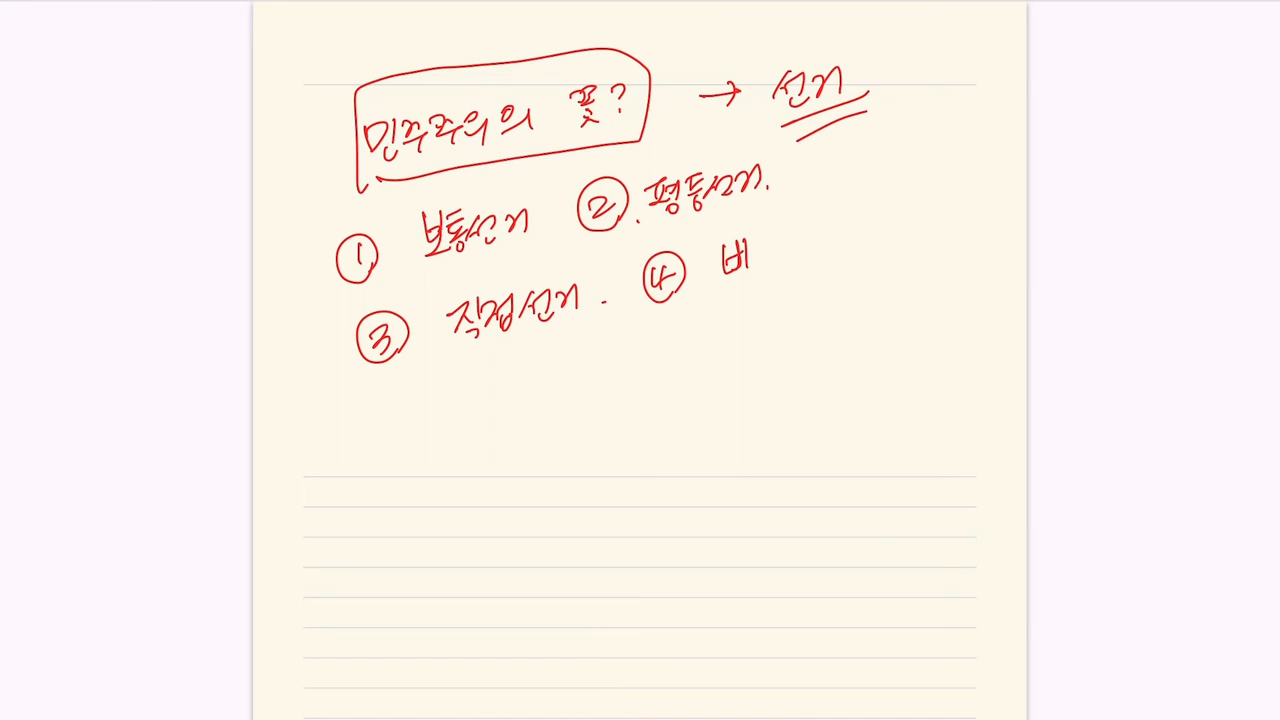 민주주의의 꽃? → 선거
① 보통선거 ②. 평등선거.
③ 직접선거. ④ 비